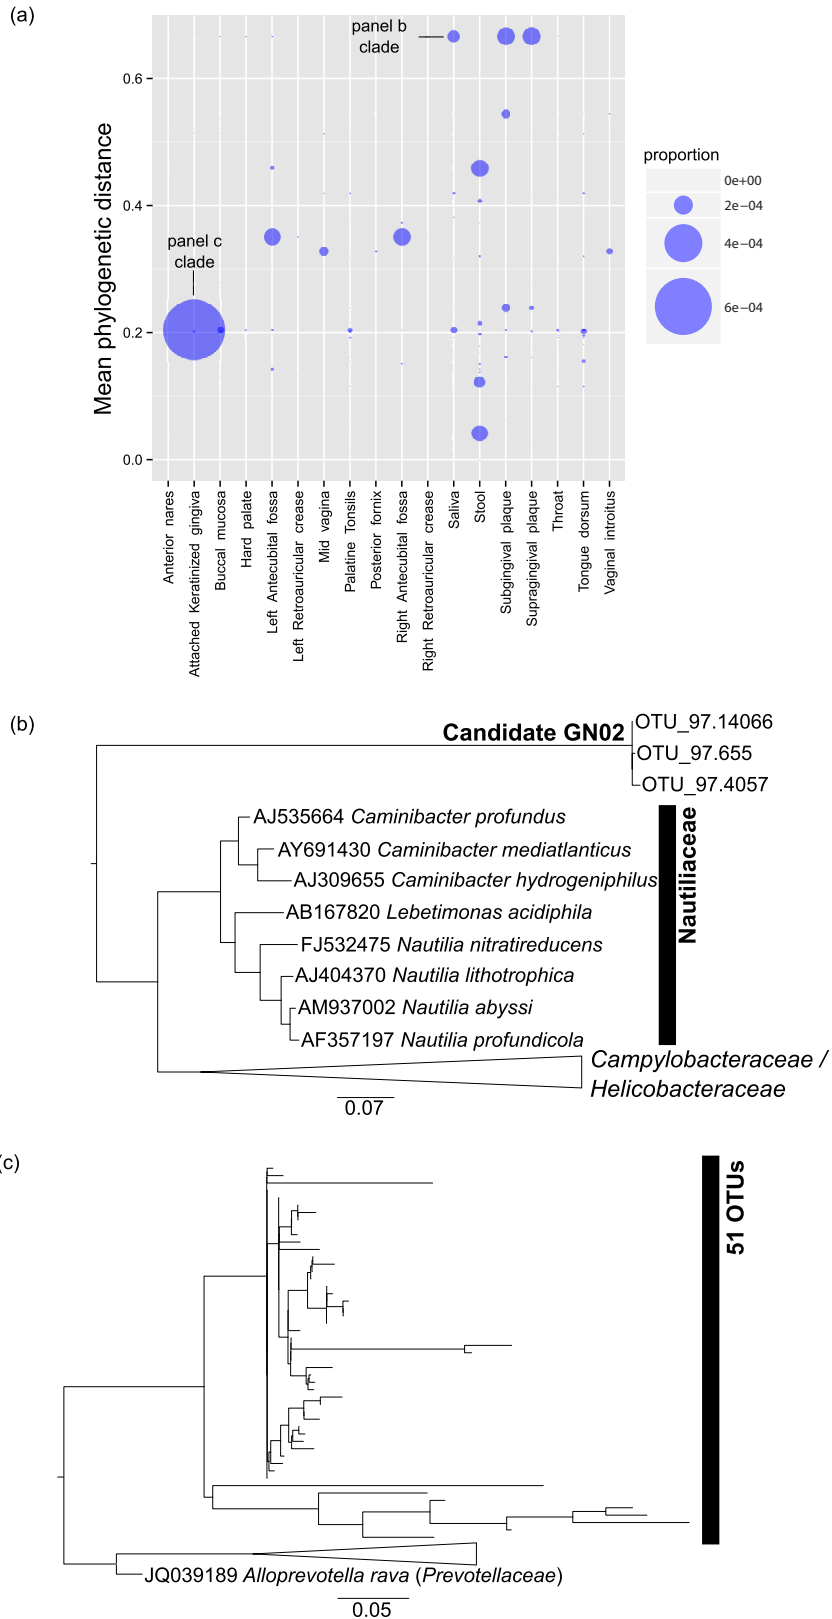 (a)
panel b
clade
0.6
0.4
0.2
0.0
Mean phylogenetic distance
panel c
clade
proportion
0e+00
2e−04
4e−04
6e−04
Anterior nares
Attached Keratinized gingiva
Buccal mucosa
Hard palate
Left Antecubital fossa
Left Retroauricular crease
Mid vagina
Palatine Tonsils
Posterior fornix
Right Antecubital fossa
Right Retroauricular crease
Saliva
Stool
Subgingival plaque
Supragingival plaque
Throat
Tongue dorsum
Vaginal introitus
(b)
Candidate GN02
OTU_97.14066
OTU_97.655
OTU_97.4057
AJ535664 Caminibacter profundus
AY691430 Caminibacter mediatlanticus
AJ309655 Caminibacter hydrogeniphilus
AB167820 Lebetimonas acidiphila
FJ532475 Nautilia nitratireducens
AJ404370 Nautilia lithotrophica
AM937002 Nautilia abyssi
AF357197 Nautilia profundicola
Nautiliaceae
Campylobacteraceae /
Helicobacteraceae
0.07
(c)
51 OTUs
JQ039189 Alloprevotella rava (Prevotellaceae)
0.05